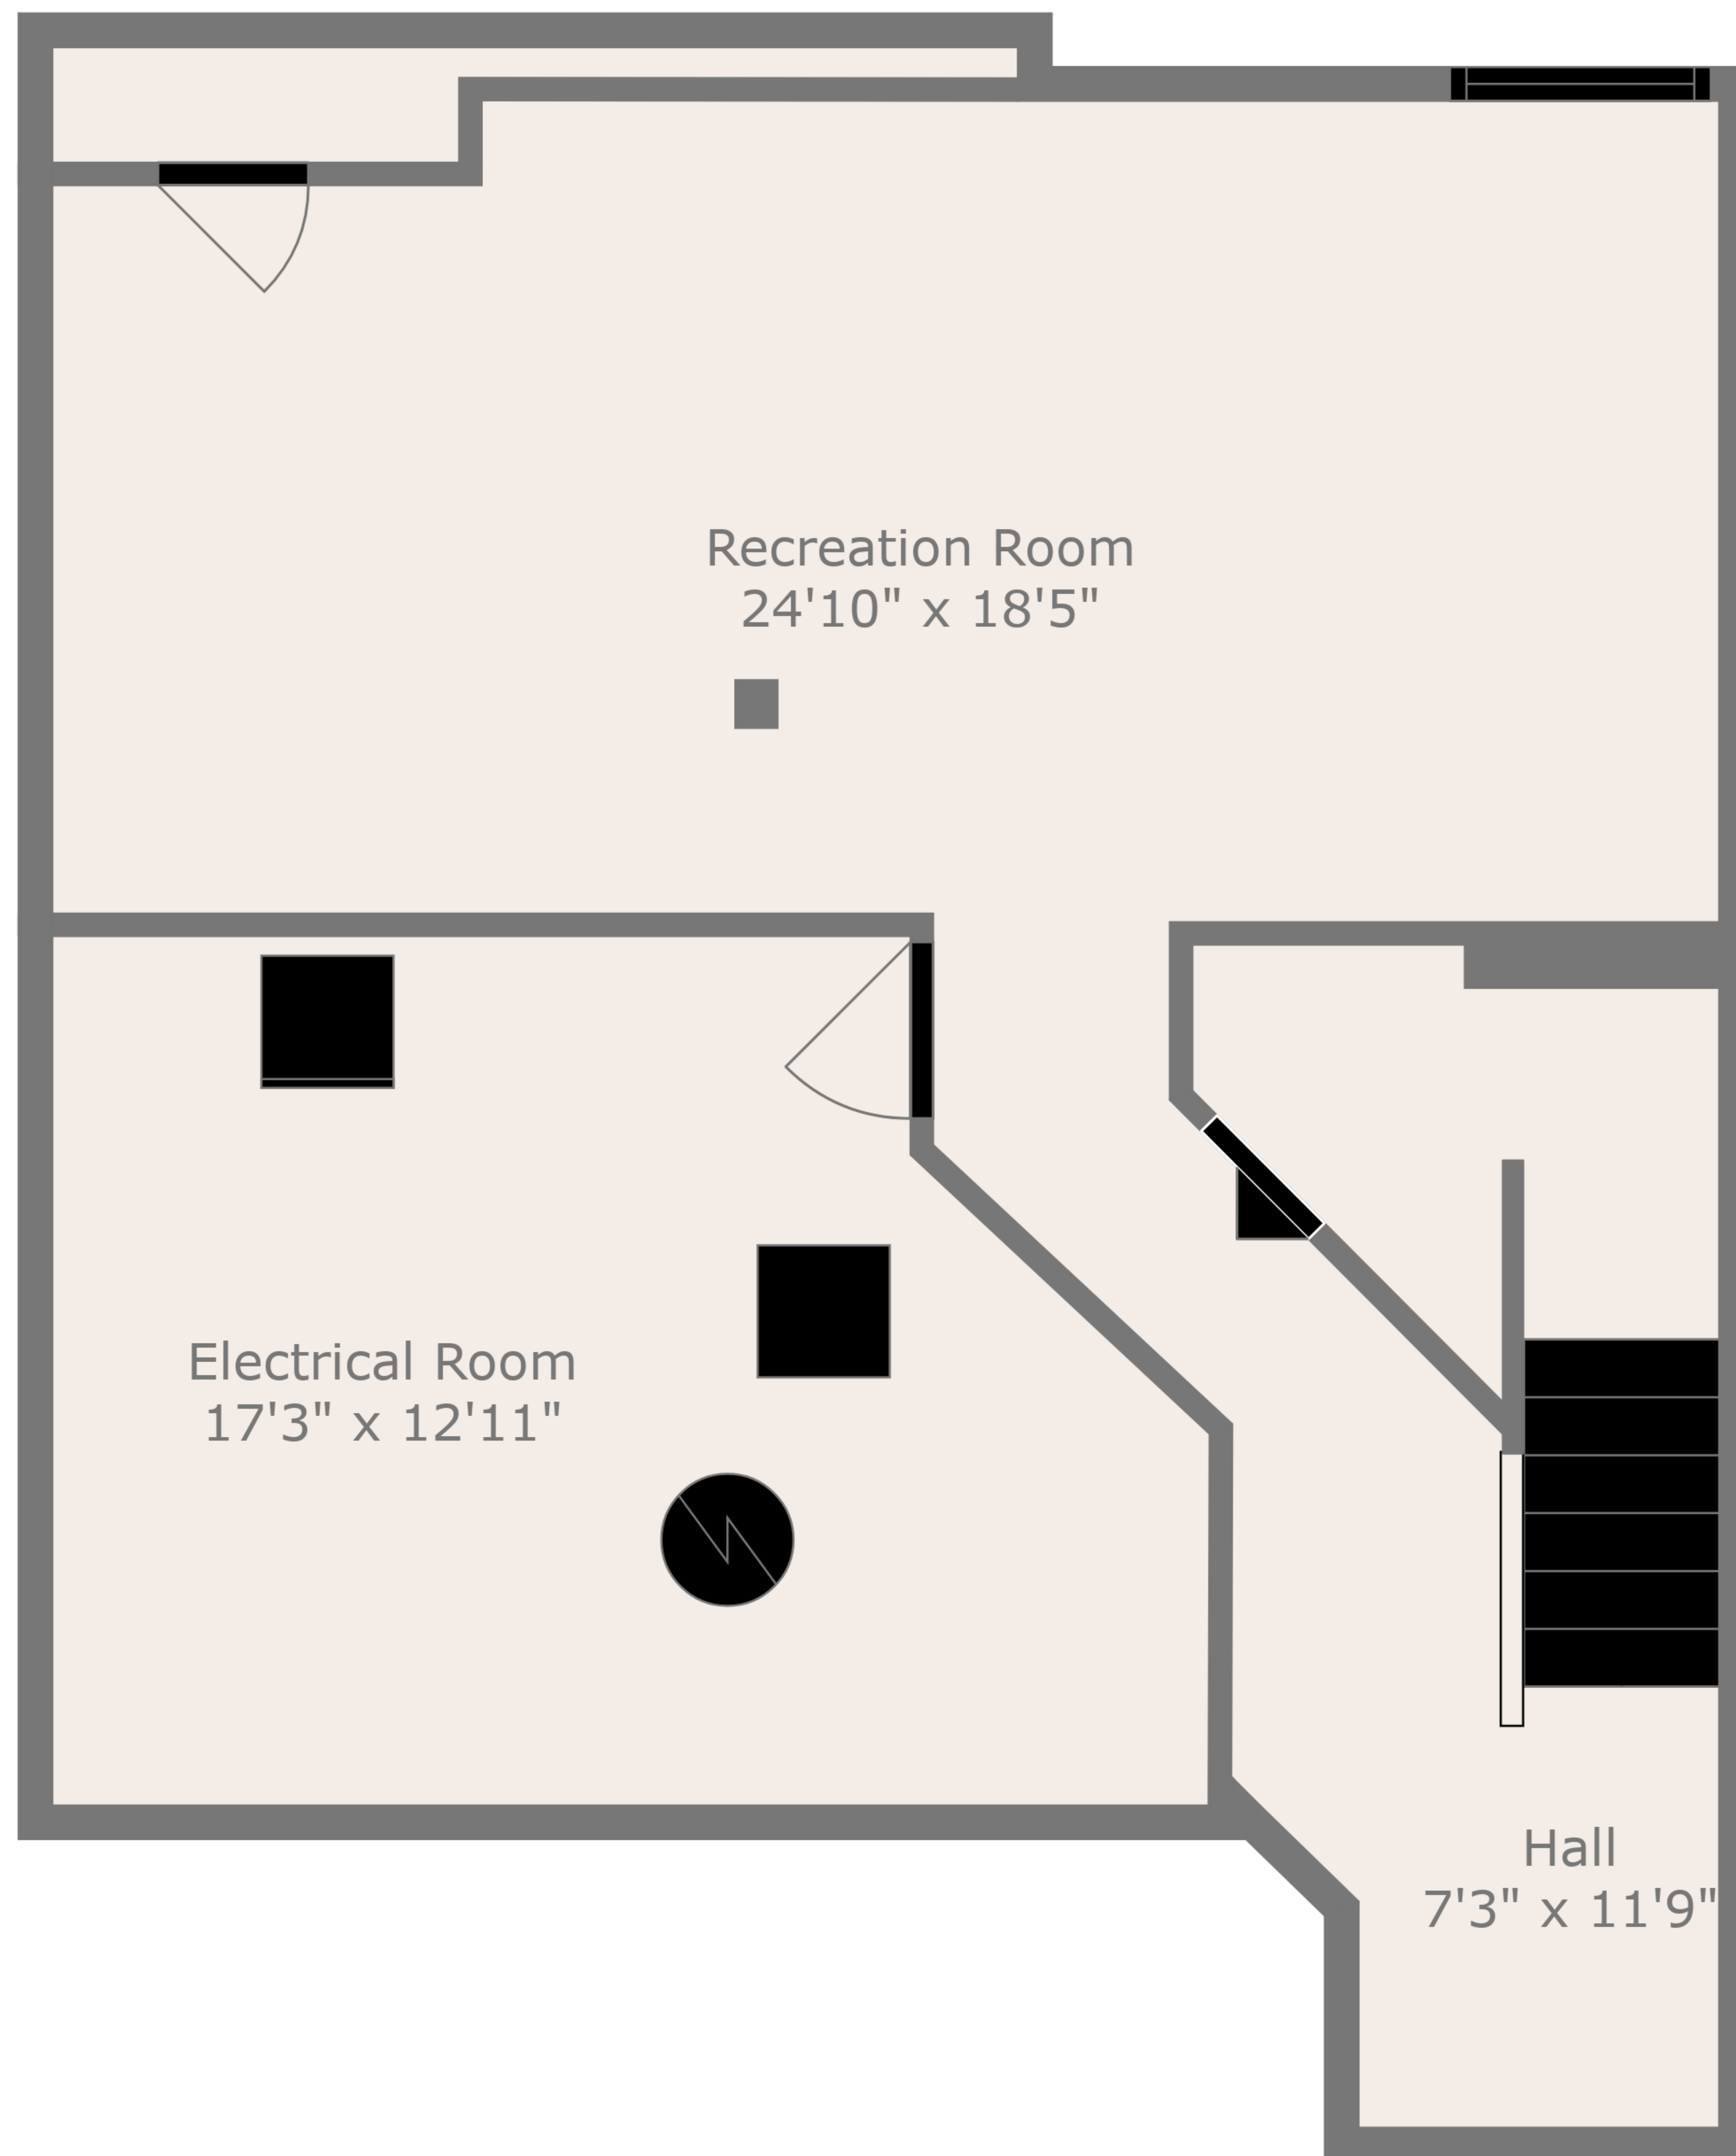 Recreation Room
24'10" x 18'5"
Electrical Room
17'3" x 12'11"
Hall
7'3" x 11'9"